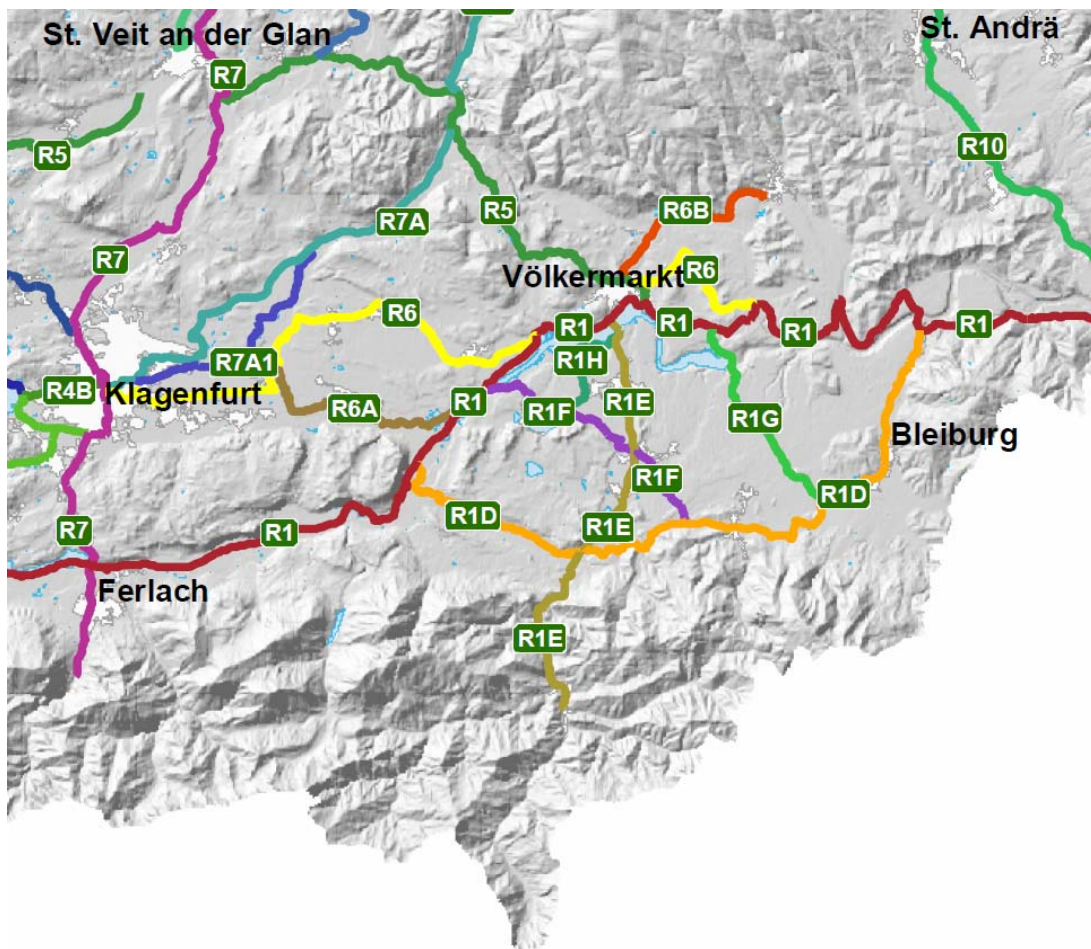 St. Veit an der Glan
St. Andrä
R7
R10
R5
R6B
R5
R7A
R7
Völkermarkt
R6
R6
R1
R1
R1
R1
R1H
R7A1
R4B
Klagenfurt
R1
R1E
R6A
R1F
R1G
Bleiburg
R1F
R1D
R1D
R7
R1
R1E
Ferlach
R1E